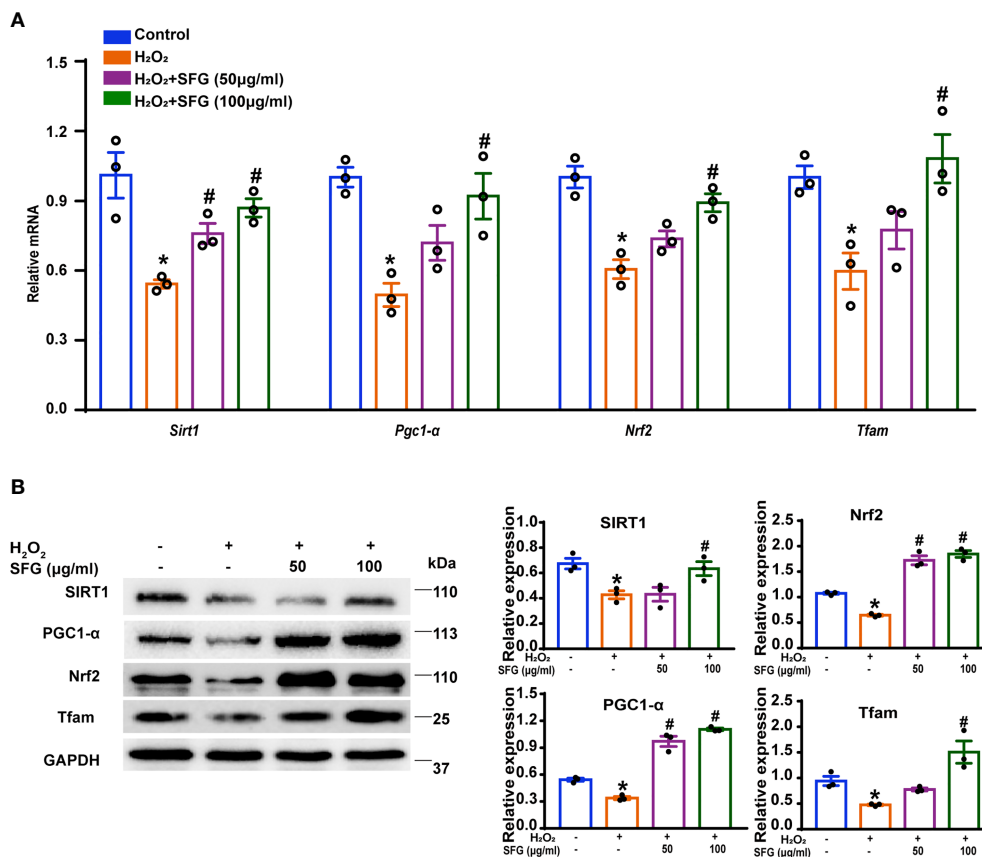 A
Control
H₂O₂
H₂O₂+SFG (50μg/ml)
H₂O₂+SFG (100μg/ml)
Relative mRNA
1.5
1.2
0.9
0.6
0.3
0.0
* # #
* #
* #
* #
Sirt1 Pgc1-α Nrf2 Tfam
B
H₂O₂ - + + +
SFG (μg/ml) - - 50 100 kDa
SIRT1 110
PGC1-α 113
Nrf2 110
Tfam 25
GAPDH 37
SIRT1
Relative expression
1.0
0.8
0.6
0.4
0.2
0.0
* #
H₂O₂ - + + +
SFG (μg/ml) - - 50 100
Nrf2
Relative expression
2.5
2.0
1.5
1.0
0.5
0.0
* # #
H₂O₂ - + + +
SFG (μg/ml) - - 50 100
PGC1-α
Relative expression
1.5
1.2
0.9
0.6
0.3
0.0
* # #
H₂O₂ - + + +
SFG (μg/ml) - - 50 100
Tfam
Relative expression
2.5
2.0
1.5
1.0
0.5
0.0
* #
H₂O₂ - + + +
SFG (μg/ml) - - 50 100